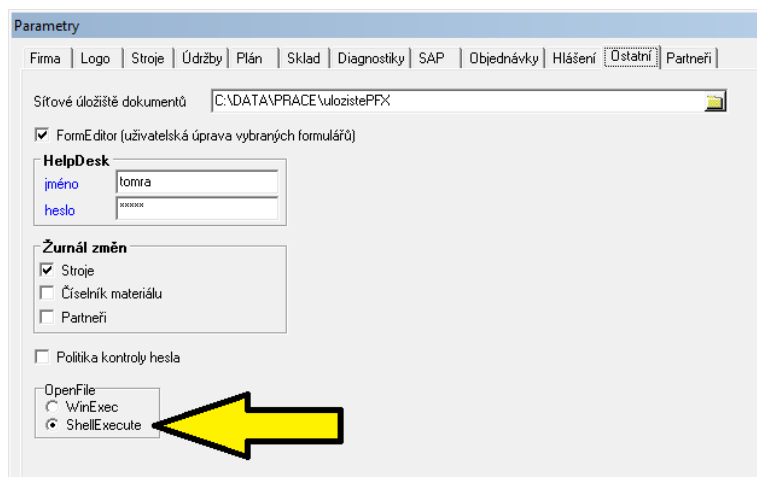 Parametry
Firma Logo Stroje Údržby Plán Sklad Diagnostiky SAP Objednávky Hlášení Ostatní Partneři
Síťové úložiště dokumentů C:\DATA\PRACE\ulozistePFX
FormEditor (uživatelská úprava vybraných formulářů)
HelpDesk
jméno tomra
heslo *****
Žurnál změn
Stroje
Číselník materiálu
Partneři
Politika kontroly hesla
OpenFile
WinExec
ShellExecute